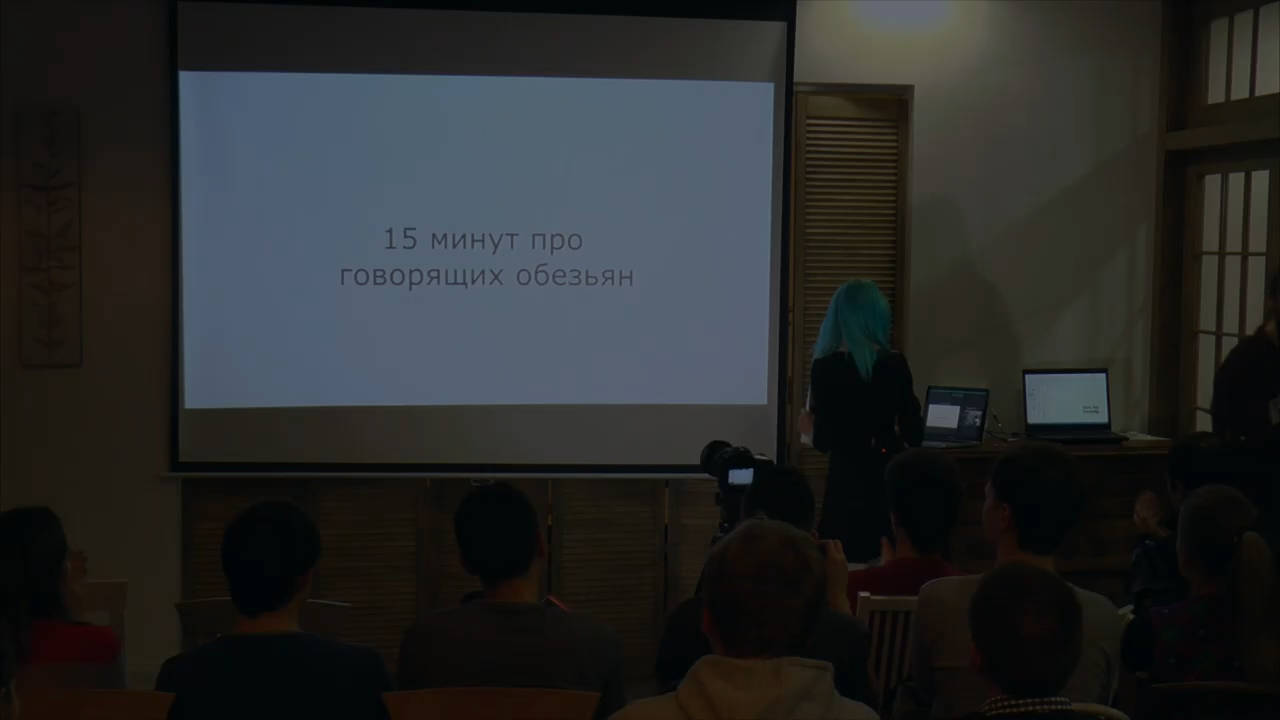 15 минут про
говорящих обезьян